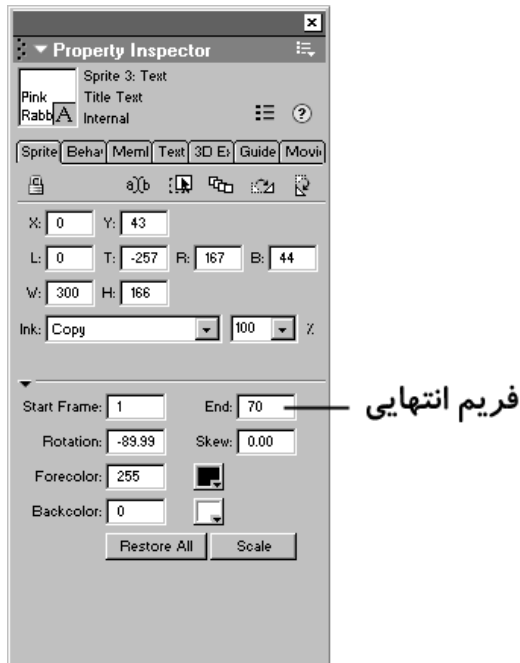 Property Inspector
Sprite 3: Text
Pink Rabb A
Title Text
Internal
Sprite Behav Meml Text 3D E Guide Movi
X: 0 Y: 43
L: 0 T: -257 R: 167 B: 44
W: 300 H: 166
Ink: Copy 100 %
Start Frame: 1 End: 70
فریم انتهایی
Rotation: -89.99 Skew: 0.00
Forecolor: 255
Backcolor: 0
Restore All Scale